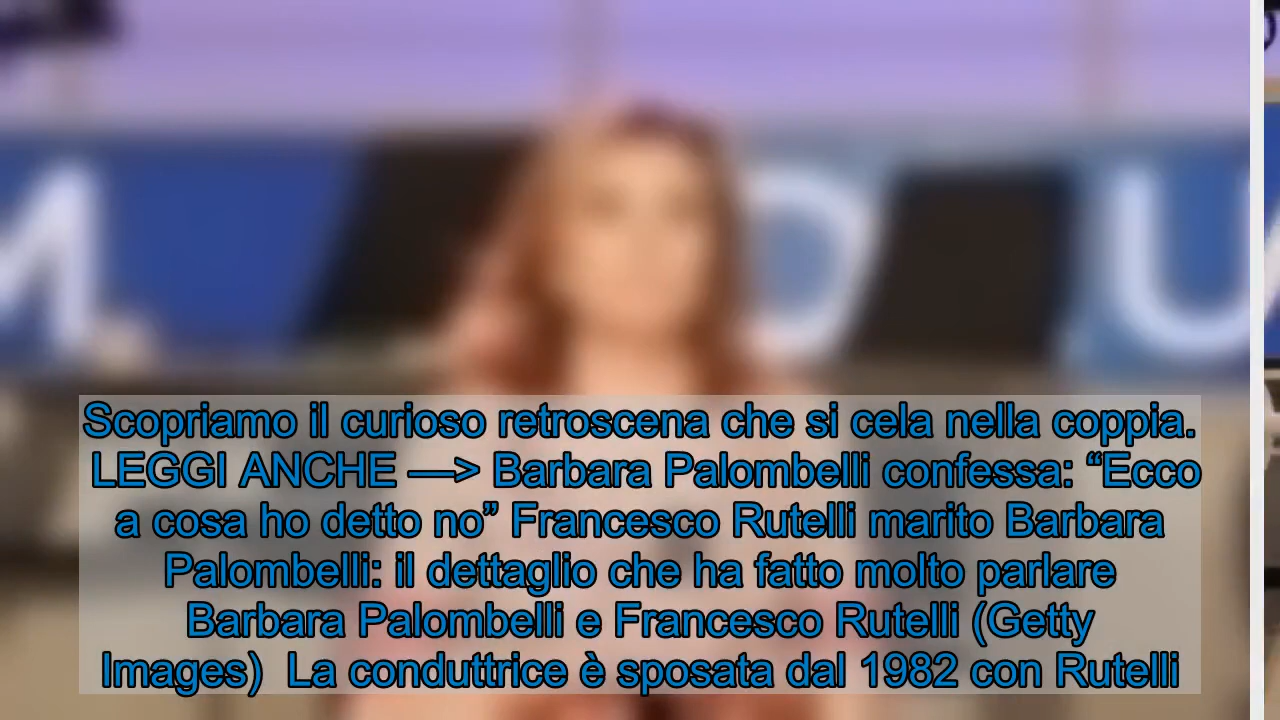 M O U
Scopriamo il curioso retroscena che si cela nella coppia.
LEGGI ANCHE —> Barbara Palombelli confessa: “Ecco
a cosa ho detto no” Francesco Rutelli marito Barbara
Palombelli: il dettaglio che ha fatto molto parlare
Barbara Palombelli e Francesco Rutelli (Getty
Images)  La conduttrice è sposata dal 1982 con Rutelli